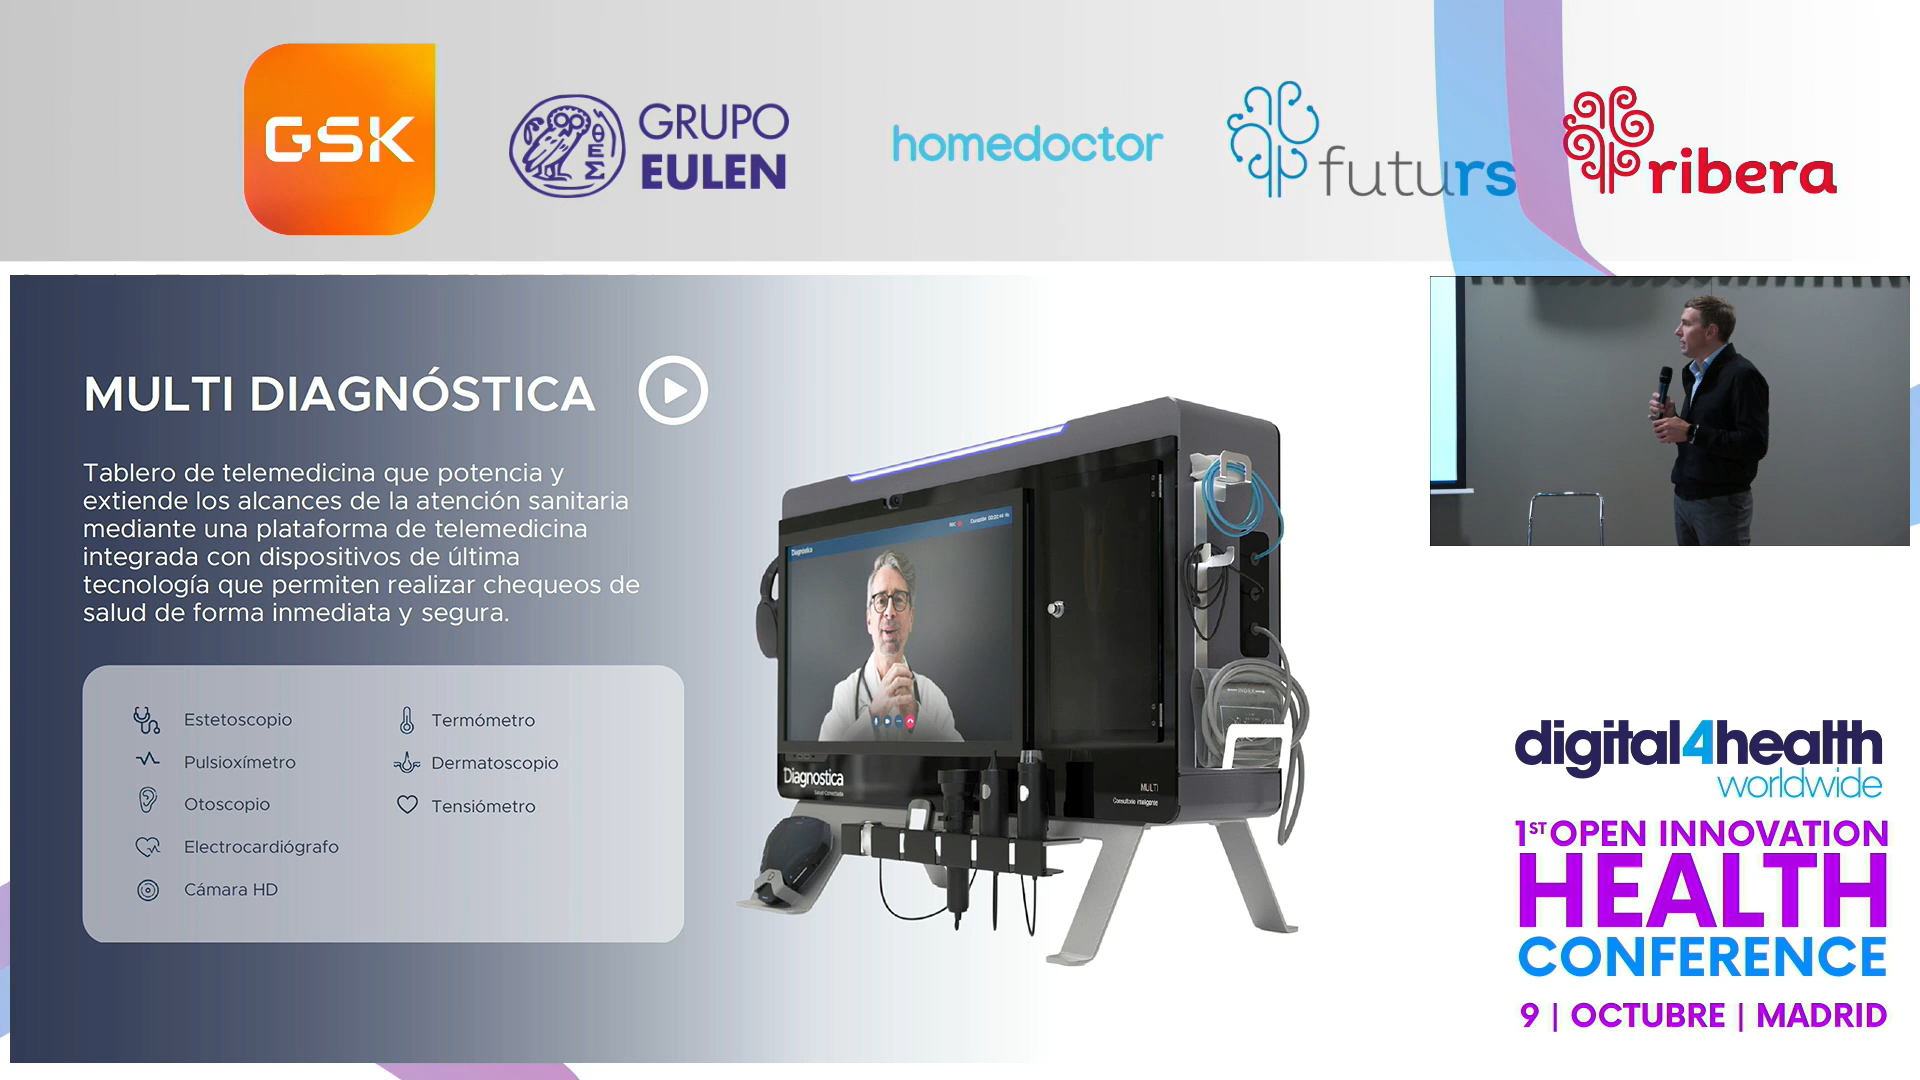 GSK
GRUPO
EULEN
homedoctor
futurs
ribera
MULTI DIAGNÓSTICA
Tablero de telemedicina que potencia y
extiende los alcances de la atención sanitaria
mediante una plataforma de telemedicina
integrada con dispositivos de última
tecnología que permiten realizar chequeos de
salud de forma inmediata y segura.
Estetoscopio
Pulsioxímetro
Otoscopio
Electrocardiógrafo
Cámara HD
Termómetro
Dermatoscopio
Tensiómetro
Diagnostica
Diagnostica
Salud Conectada
MULTI
Consultorio inteligente
digital4health
worldwide
1ST OPEN INNOVATION
HEALTH
CONFERENCE
9 | OCTUBRE | MADRID